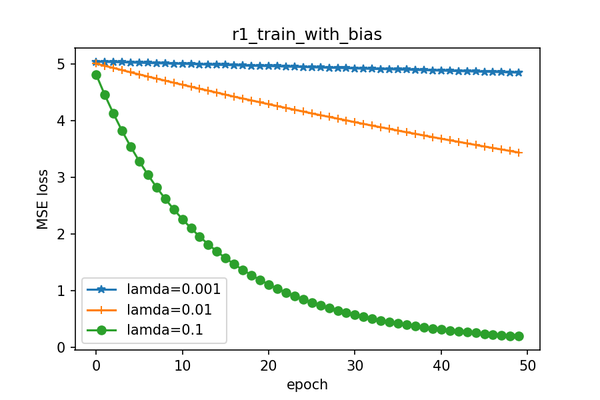 r1_train_with_bias
MSE loss
5
4
3
2
1
0
lamda=0.001
lamda=0.01
lamda=0.1
0 10 20 30 40 50
epoch